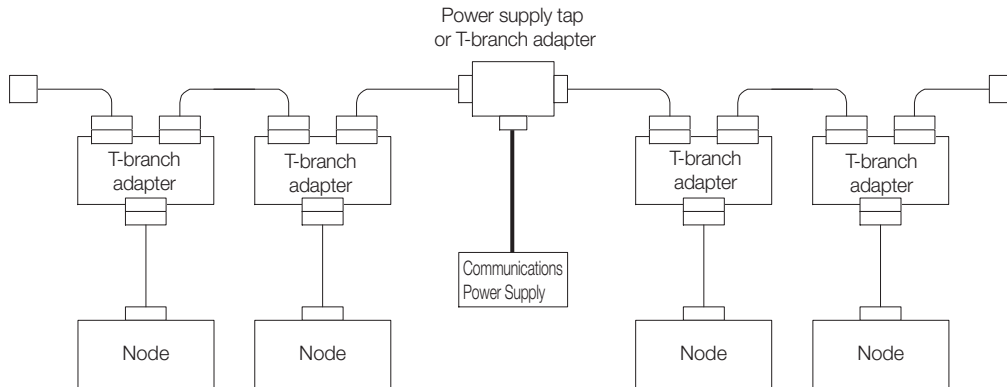 Power supply tap
or T-branch adapter
T-branch
adapter
T-branch
adapter
T-branch
adapter
T-branch
adapter
Communications
Power Supply
Node
Node
Node
Node